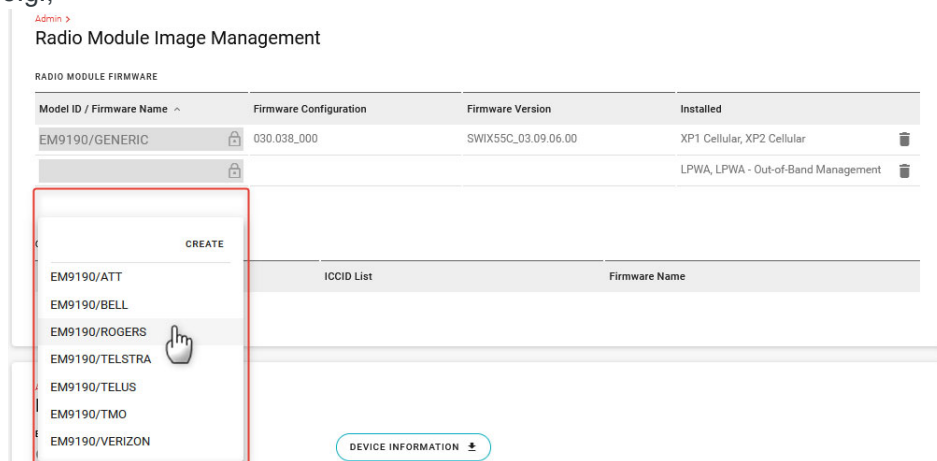 Admin >
Radio Module Image Management
RADIO MODULE FIRMWARE
Model ID / Firmware Name Firmware Configuration Firmware Version Installed
EM9190/GENERIC 030.038_000 SWIX55C_03.09.06.00 XP1 Cellular, XP2 Cellular
LPWA, LPWA - Out-of-Band Management
CREATE
ICCID List Firmware Name
EM9190/ATT
EM9190/BELL
EM9190/ROGERS
EM9190/TELSTRA
EM9190/TELUS
EM9190/TMO
EM9190/VERIZON
DEVICE INFORMATION